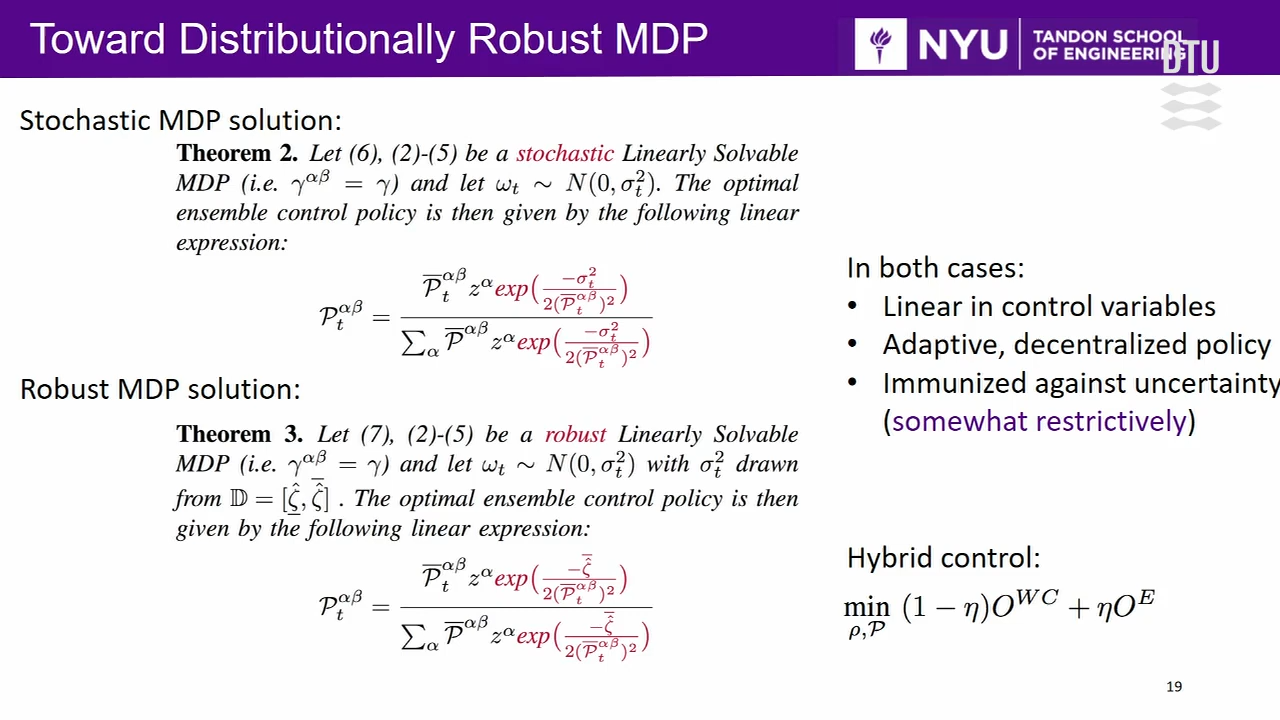 Toward Distributionally Robust MDP
NYU
TANDON SCHOOL
OF ENGINEERING
DTU
Stochastic MDP solution:
Theorem 2. Let (6), (2)-(5) be a stochastic Linearly Solvable
MDP (i.e. γ^{αβ} = γ) and let ω_t ∼ N(0, σ_t^2). The optimal
ensemble control policy is then given by the following linear
expression:
𝒫_t^{αβ} = \frac{\overline{𝒫}_t^{αβ} z^α exp(\frac{-σ_t^2}{2(\overline{𝒫}_t^{αβ})^2})}{∑_α \overline{𝒫}^{αβ} z^α exp(\frac{-σ_t^2}{2(\overline{𝒫}_t^{αβ})^2})}
Robust MDP solution:
Theorem 3. Let (7), (2)-(5) be a robust Linearly Solvable
MDP (i.e. γ^{αβ} = γ) and let ω_t ∼ N(0, σ_t^2) with σ_t^2 drawn
from 𝔻 = [\underline{\hat{ζ}}, \overline{\hat{ζ}}] . The optimal ensemble control policy is then
given by the following linear expression:
𝒫_t^{αβ} = \frac{\overline{𝒫}_t^{αβ} z^α exp(\frac{-\overline{\hat{ζ}}}{2(\overline{𝒫}_t^{αβ})^2})}{∑_α \overline{𝒫}^{αβ} z^α exp(\frac{-\overline{\hat{ζ}}}{2(\overline{𝒫}_t^{αβ})^2})}
In both cases:
• Linear in control variables
• Adaptive, decentralized policy
• Immunized against uncertainty
(somewhat restrictively)
Hybrid control:
\min_{ρ,𝒫} (1 − η)O^{WC} + ηO^E
19